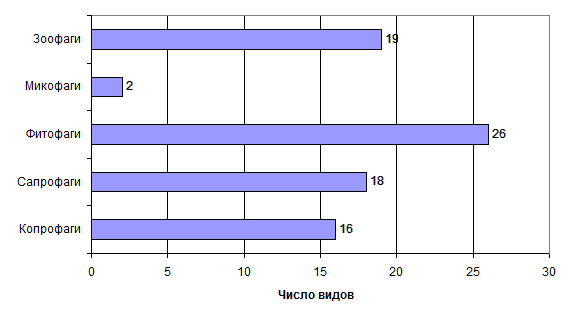 Зоофаги 19
Микофаги 2
Фитофаги 26
Сапрофаги 18
Копрофаги 16
0 5 10 15 20 25 30
Число видов